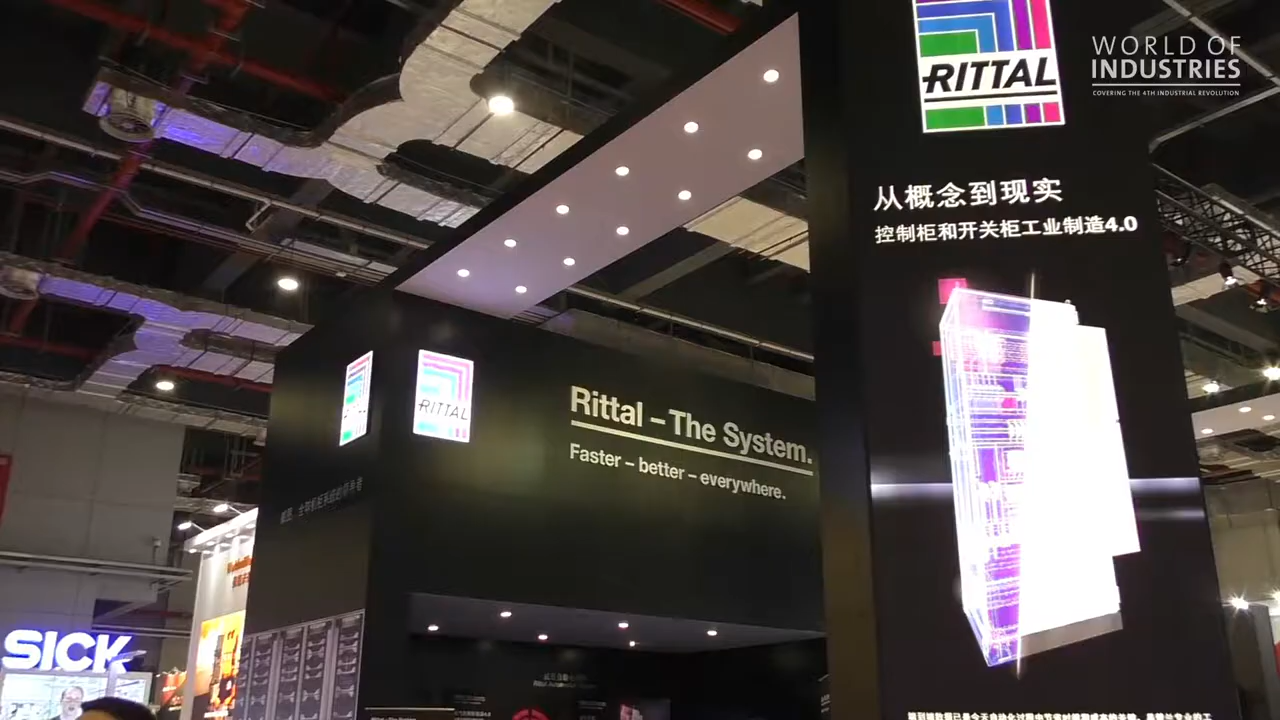 WORLD OF
INDUSTRIES
COVERING THE 4TH INDUSTRIAL REVOLUTION
RITTAL
从概念到现实
控制柜和开关柜工业制造4.0
RITTAL
Rittal – The System.
Faster – better – everywhere.
SICK